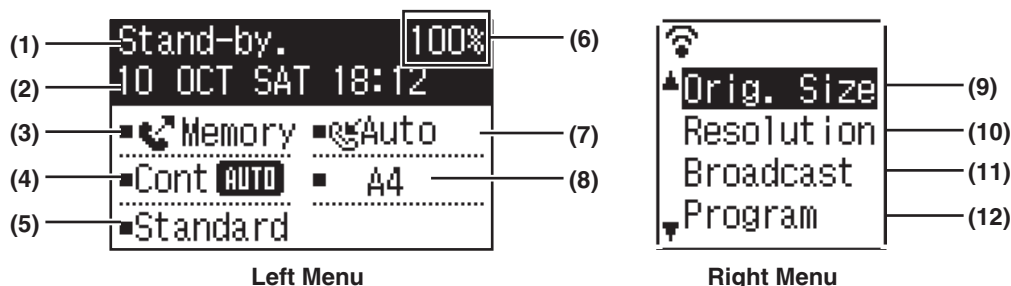 (1) Stand-by. 100% (6)
(2) 10 OCT SAT 18:12
(3) Memory Auto (7)
(4) Cont AUTO A4 (8)
(5) Standard
Left Menu
Orig. Size (9)
Resolution (10)
Broadcast (11)
Program (12)
Right Menu